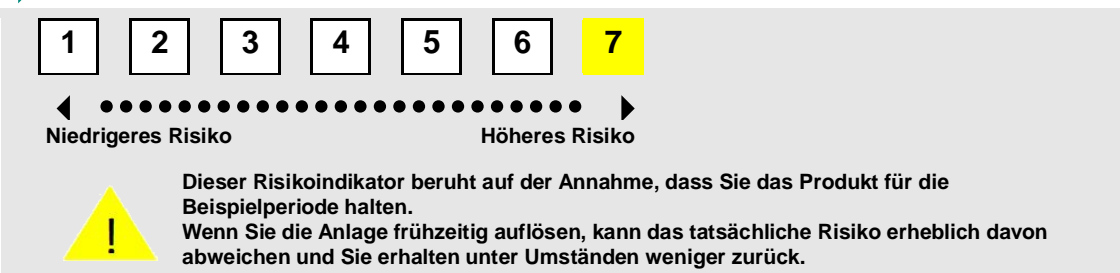 1 2 3 4 5 6 7
Niedrigeres Risiko Höheres Risiko
!
Dieser Risikoindikator beruht auf der Annahme, dass Sie das Produkt für die
Beispielperiode halten.
Wenn Sie die Anlage frühzeitig auflösen, kann das tatsächliche Risiko erheblich davon
abweichen und Sie erhalten unter Umständen weniger zurück.